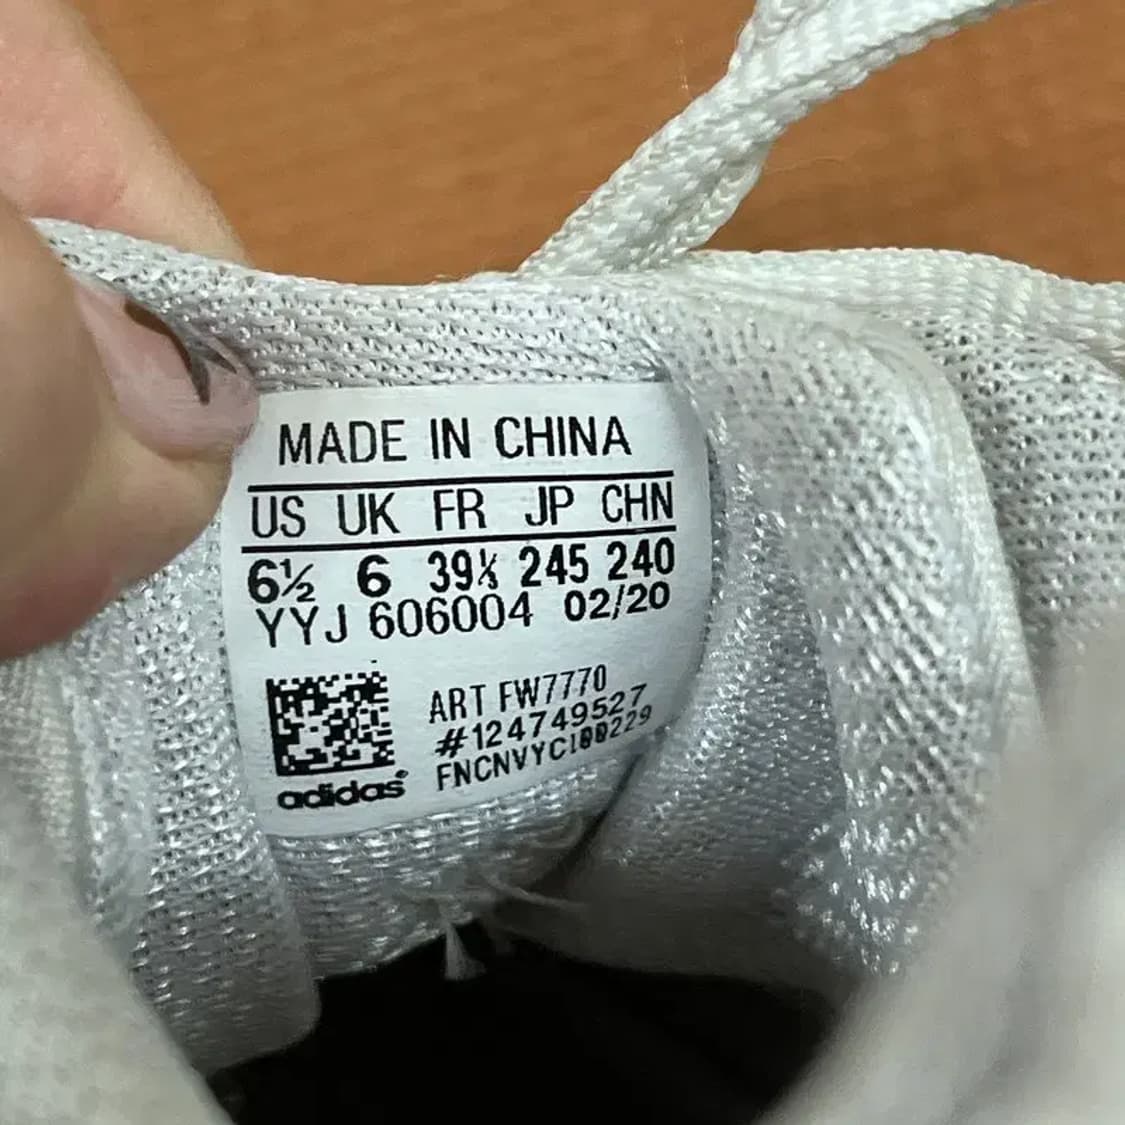 MADE IN CHINA
US UK FR JP CHN
6½ 6 39⅓ 245 240
YYJ 606004 02/20
ART FW7770
#124749527
FNCNVYC100229
adidas®